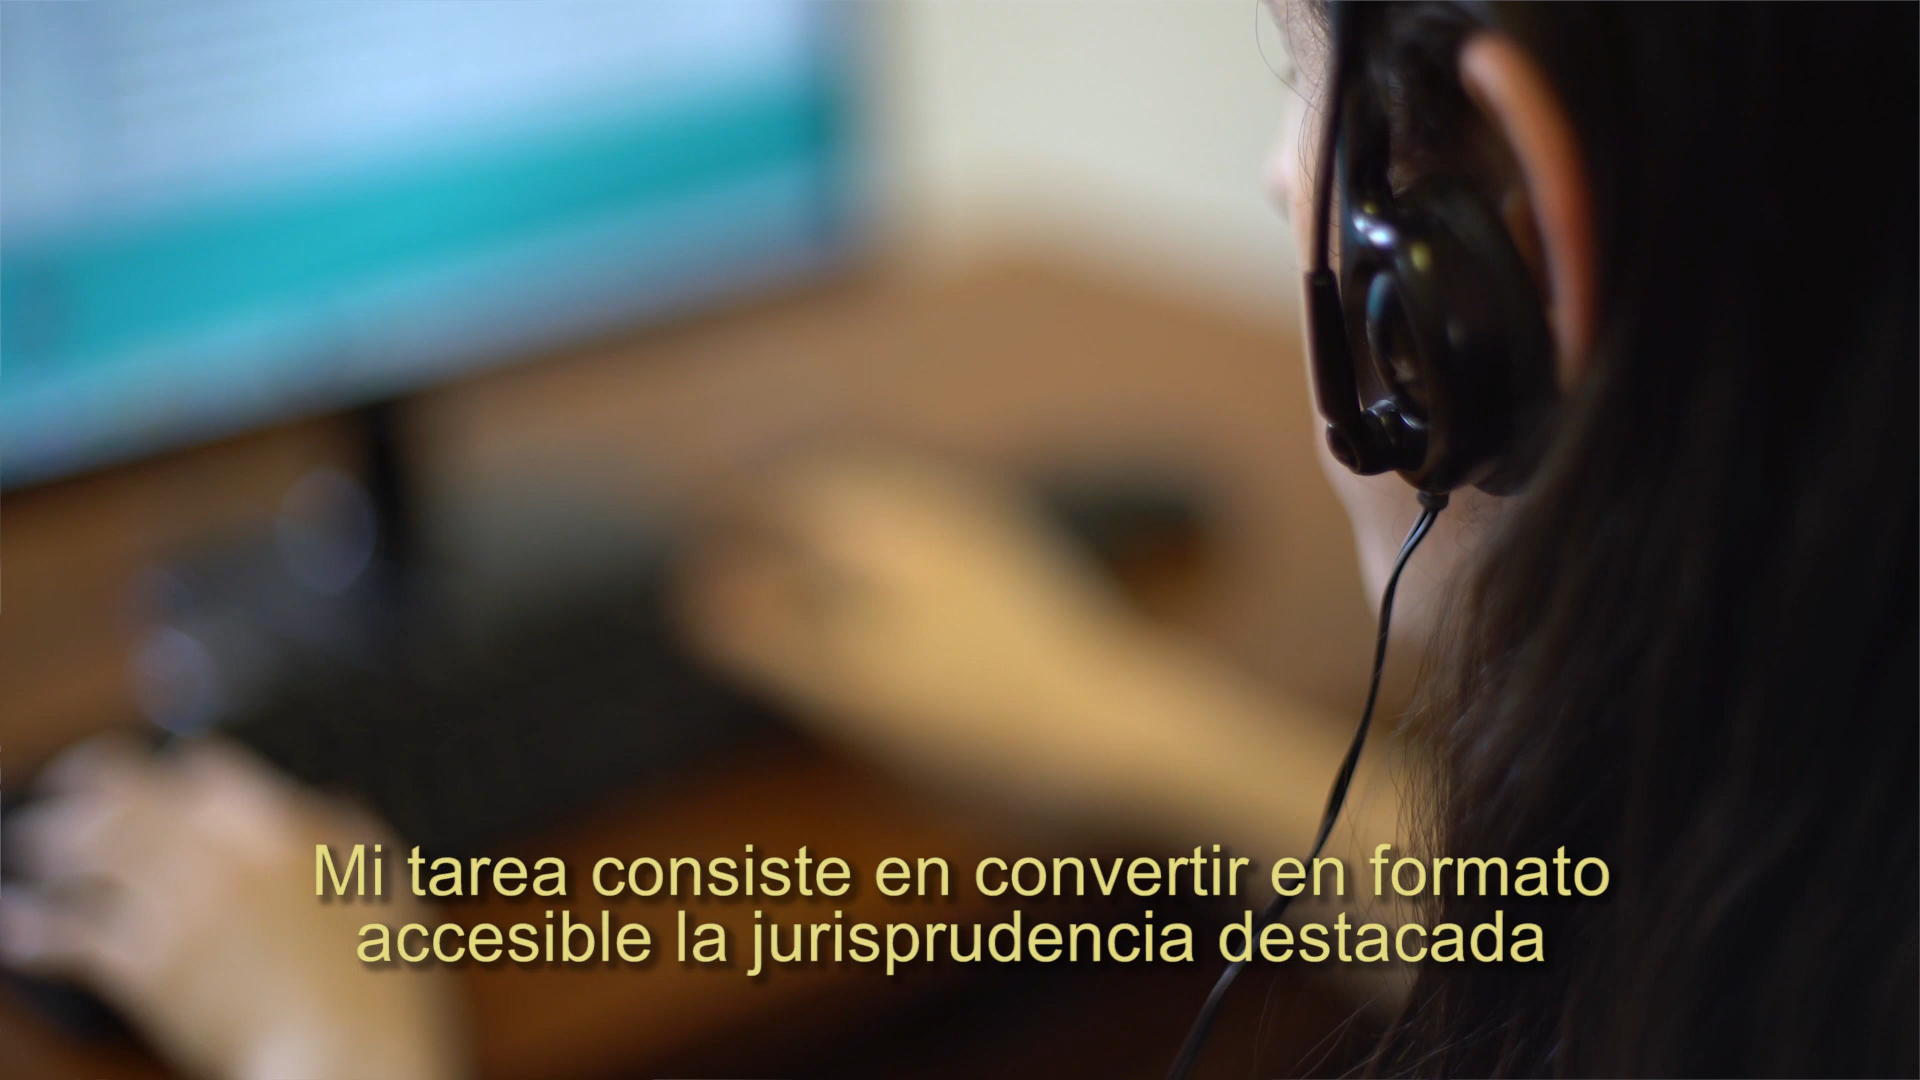 Mi tarea consiste en convertir en formato
accesible la jurisprudencia destacada